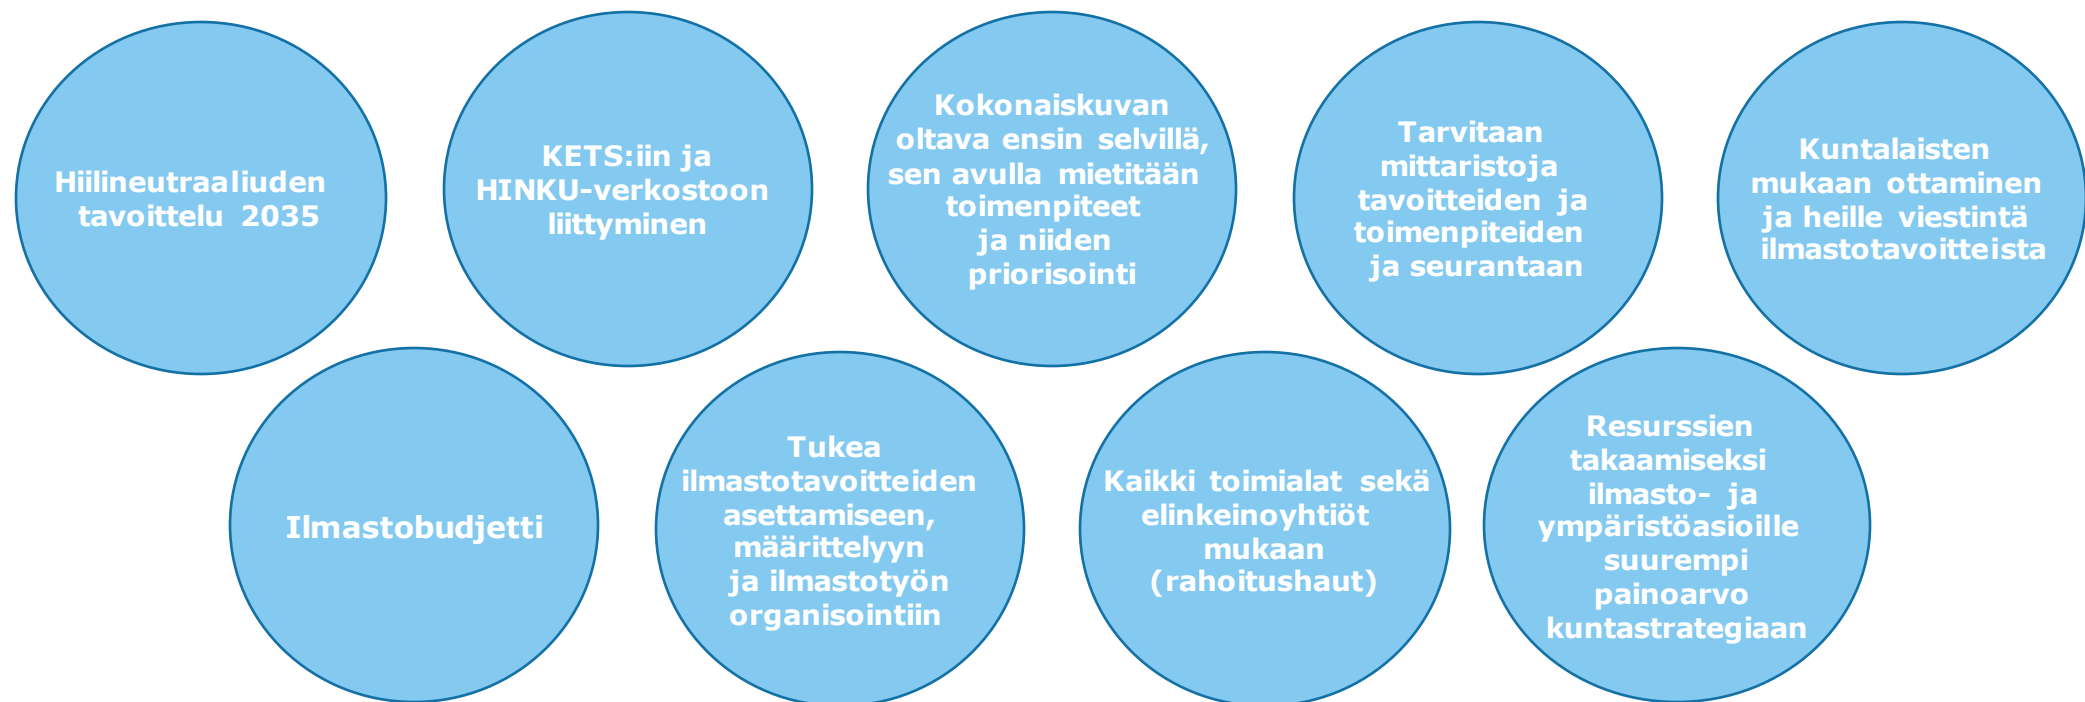 Hiilineutraaliuden
tavoittelu 2035
KETS:iin ja
HINKU-verkostoon
liittyminen
Kokonaiskuvan
oltava ensin selvillä,
sen avulla mietitään
toimenpiteet
ja niiden
priorisointi
Tarvitaan
mittaristoja
tavoitteiden ja
toimenpiteiden
ja seurantaan
Kuntalaisten
mukaan ottaminen
ja heille viestintä
ilmastotavoitteista
Ilmastobudjetti
Tukea
ilmastotavoitteiden
asettamiseen,
määrittelyyn
ja ilmastotyön
organisointiin
Kaikki toimialat sekä
elinkeinoyhtiöt
mukaan
(rahoitushaut)
Resurssien
takaamiseksi
ilmasto- ja
ympäristöasioille
suurempi
painoarvo
kuntastrategiaan